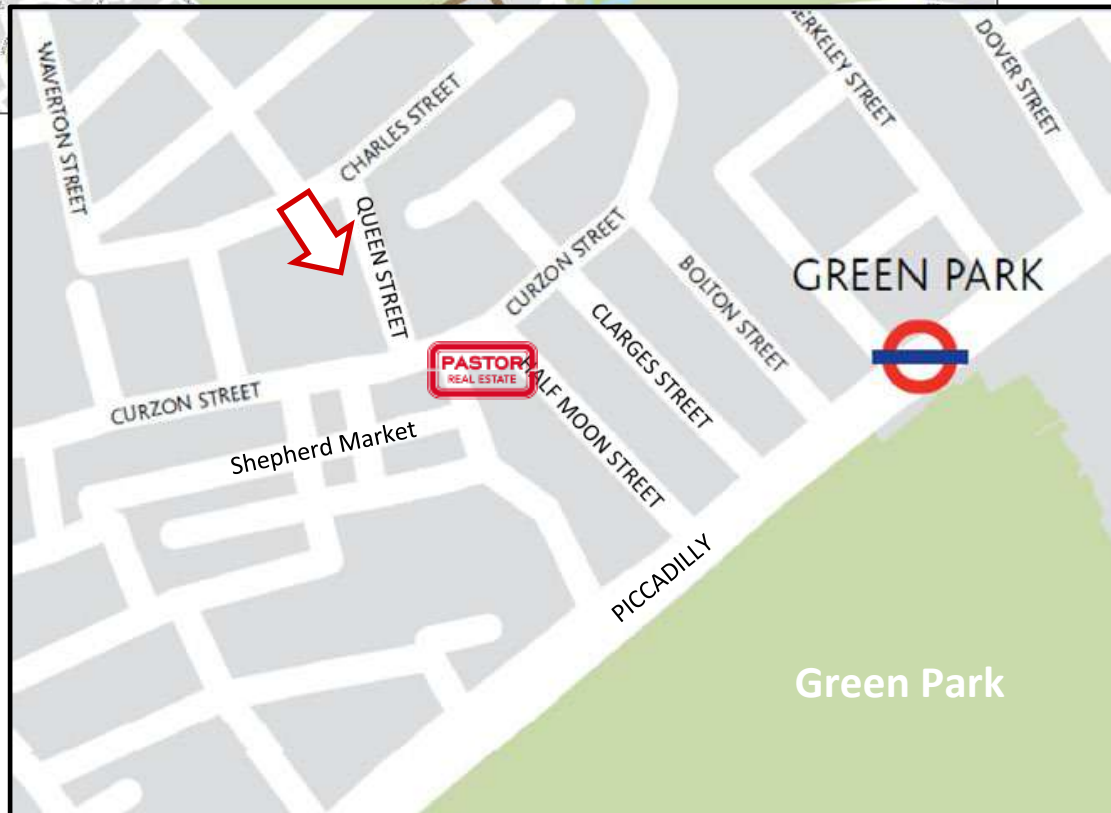 WAVERTON STREET
CHARLES STREET
BERKELEY STREET
DOVER STREET
QUEEN STREET
CURZON STREET
BOLTON STREET
GREEN PARK
CLARGES STREET
PASTOR
REAL ESTATE
HALF MOON STREET
CURZON STREET
Shepherd Market
PICCADILLY
Green Park